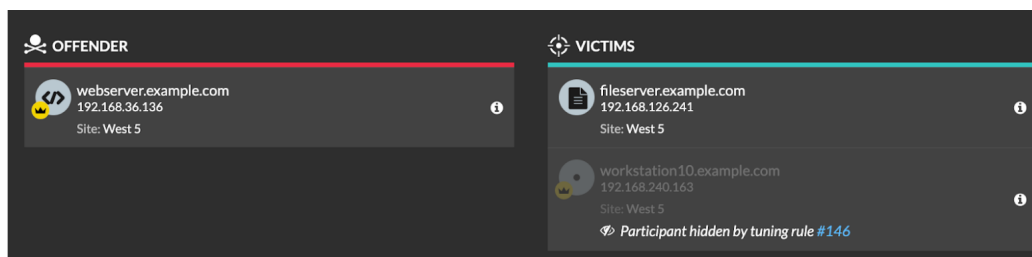 OFFENDER
webserver.example.com
192.168.36.136
Site: West 5
VICTIMS
fileserver.example.com
192.168.126.241
Site: West 5
workstation10.example.com
192.168.240.163
Site: West 5
Participant hidden by tuning rule #146